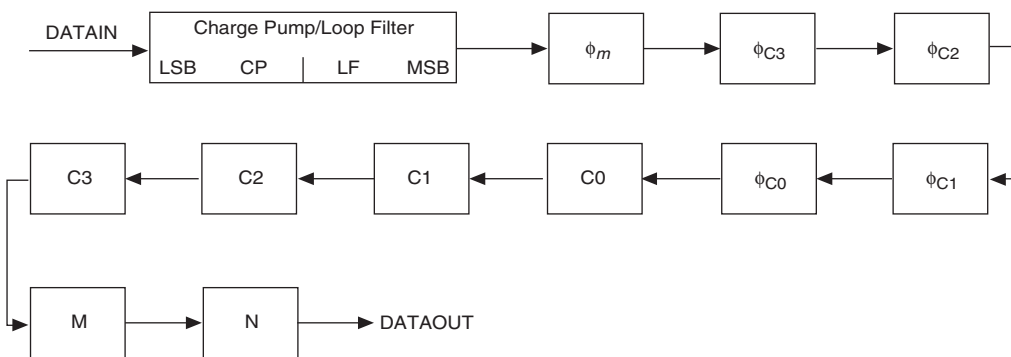 DATAIN
Charge Pump/Loop Filter
LSB CP LF MSB
ϕm
ϕC3
ϕC2
C3
C2
C1
C0
ϕC0
ϕC1
M
N
DATAOUT